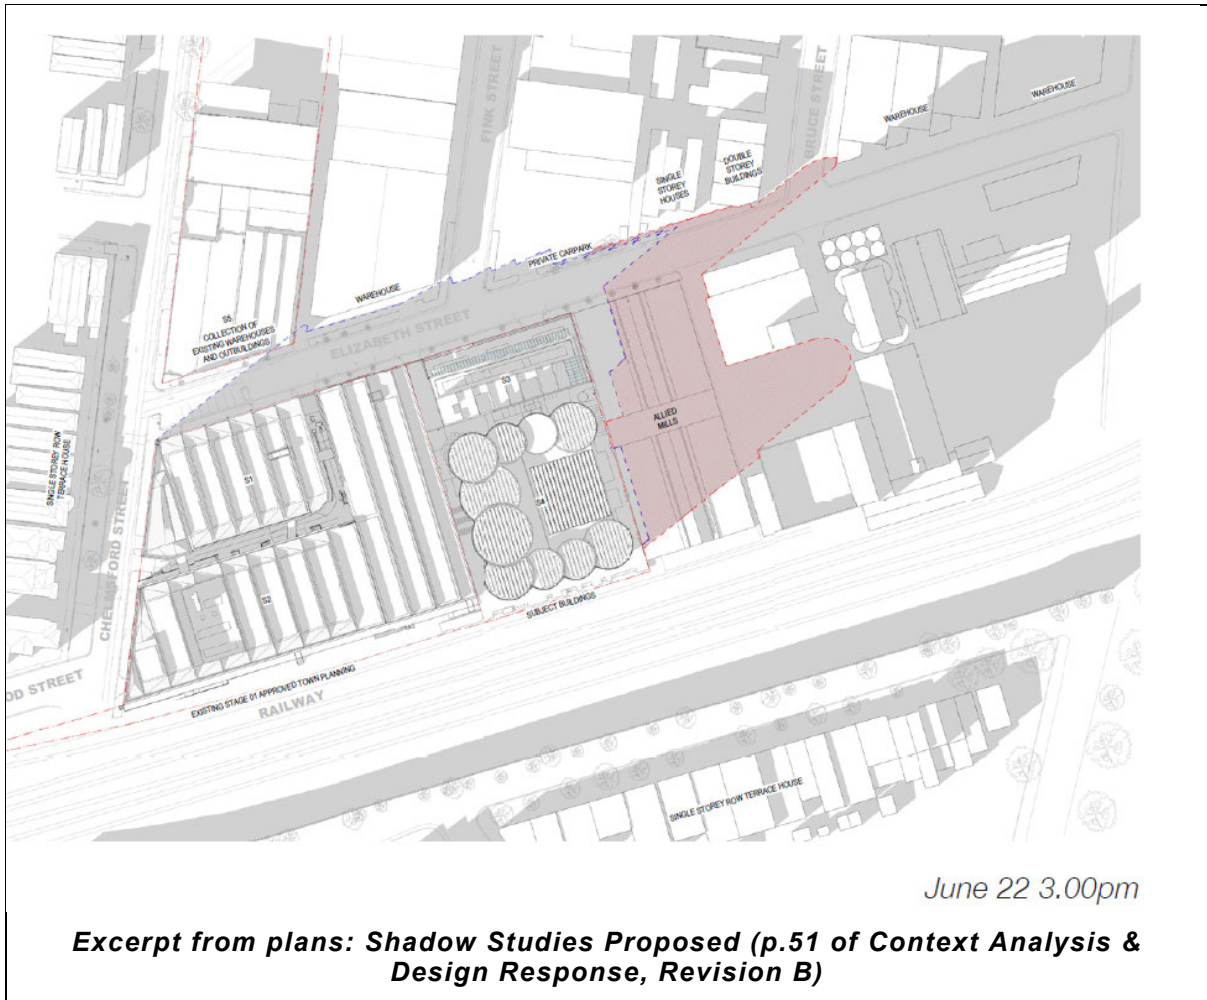 FINK STREET
BRUCE STREET
WAREHOUSE
WAREHOUSE
SINGLE
STOREY
HOUSES
DOUBLE
STOREY
BUILDINGS
PRIVATE CARPARK
WAREHOUSE
ELIZABETH STREET
S5
COLLECTION OF
EXISTING WAREHOUSES
AND OUTBUILDINGS
S3
ALLIED
MILLS
SINGLE STOREY ROW
TERRACE HOUSE
CHELMSFORD STREET
S1
S4
S2
SUBJECT BUILDINGS
OD STREET
EXISTING STAGE 01 APPROVED TOWN PLANNING
RAILWAY
SINGLE STOREY ROW TERRACE HOUSE
June 22 3.00pm
Excerpt from plans: Shadow Studies Proposed (p.51 of Context Analysis &
Design Response, Revision B)